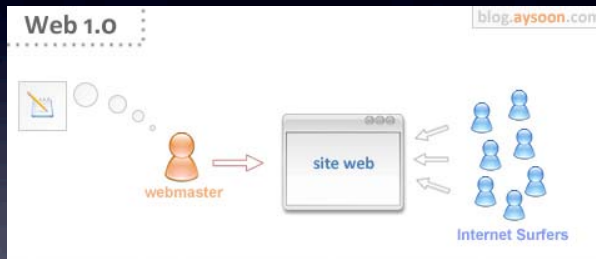 Web 1.0
blog.aysoon.com
site web
webmaster
Internet Surfers